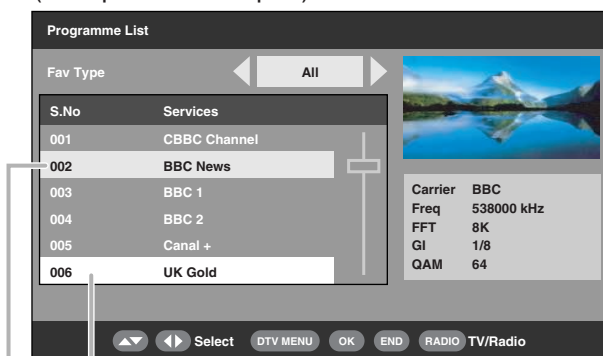 Programme List
Fav Type All
S.No Services
001 CBBC Channel
002 BBC News
003 BBC 1
004 BBC 2
005 Canal +
006 UK Gold
Carrier BBC
Freq 538000 kHz
FFT 8K
GI 1/8
QAM 64
Select DTV MENU OK END RADIO TV/Radio